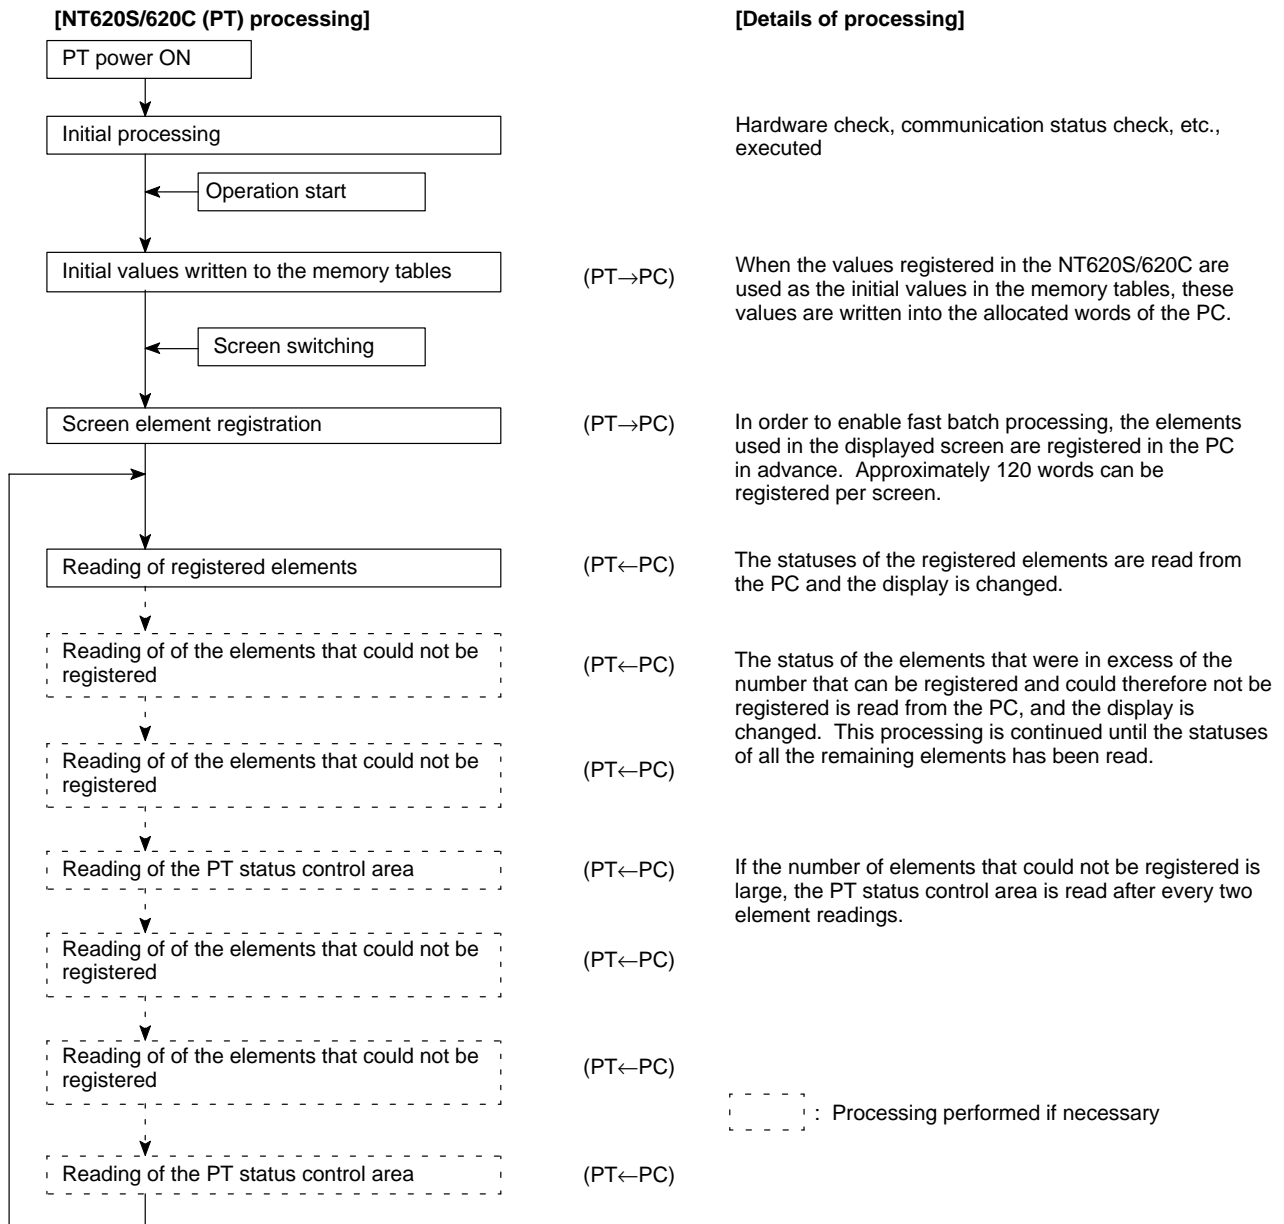 [NT620S/620C (PT) processing]
[Details of processing]
PT power ON
Initial processing
Hardware check, communication status check, etc.,
executed
Operation start
Initial values written to the memory tables
(PT→PC)
When the values registered in the NT620S/620C are
used as the initial values in the memory tables, these
values are written into the allocated words of the PC.
Screen switching
Screen element registration
(PT→PC)
In order to enable fast batch processing, the elements
used in the displayed screen are registered in the PC
in advance.  Approximately 120 words can be
registered per screen.
Reading of registered elements
(PT←PC)
The statuses of the registered elements are read from
the PC and the display is changed.
Reading of of the elements that could not be
registered
(PT←PC)
The status of the elements that were in excess of the
number that can be registered and could therefore not be
registered is read from the PC, and the display is
changed.  This processing is continued until the statuses
of all the remaining elements has been read.
Reading of of the elements that could not be
registered
(PT←PC)
Reading of the PT status control area
(PT←PC)
If the number of elements that could not be registered is
large, the PT status control area is read after every two
element readings.
Reading of of the elements that could not be
registered
(PT←PC)
Reading of of the elements that could not be
registered
(PT←PC)
:  Processing performed if necessary
Reading of the PT status control area
(PT←PC)